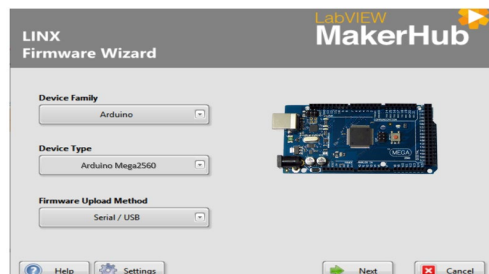 LabVIEW
MakerHub
LINX
Firmware Wizard
Device Family
Arduino
Device Type
Arduino Mega2560
Firmware Upload Method
Serial / USB
MEGA
Help
Settings
Next
Cancel